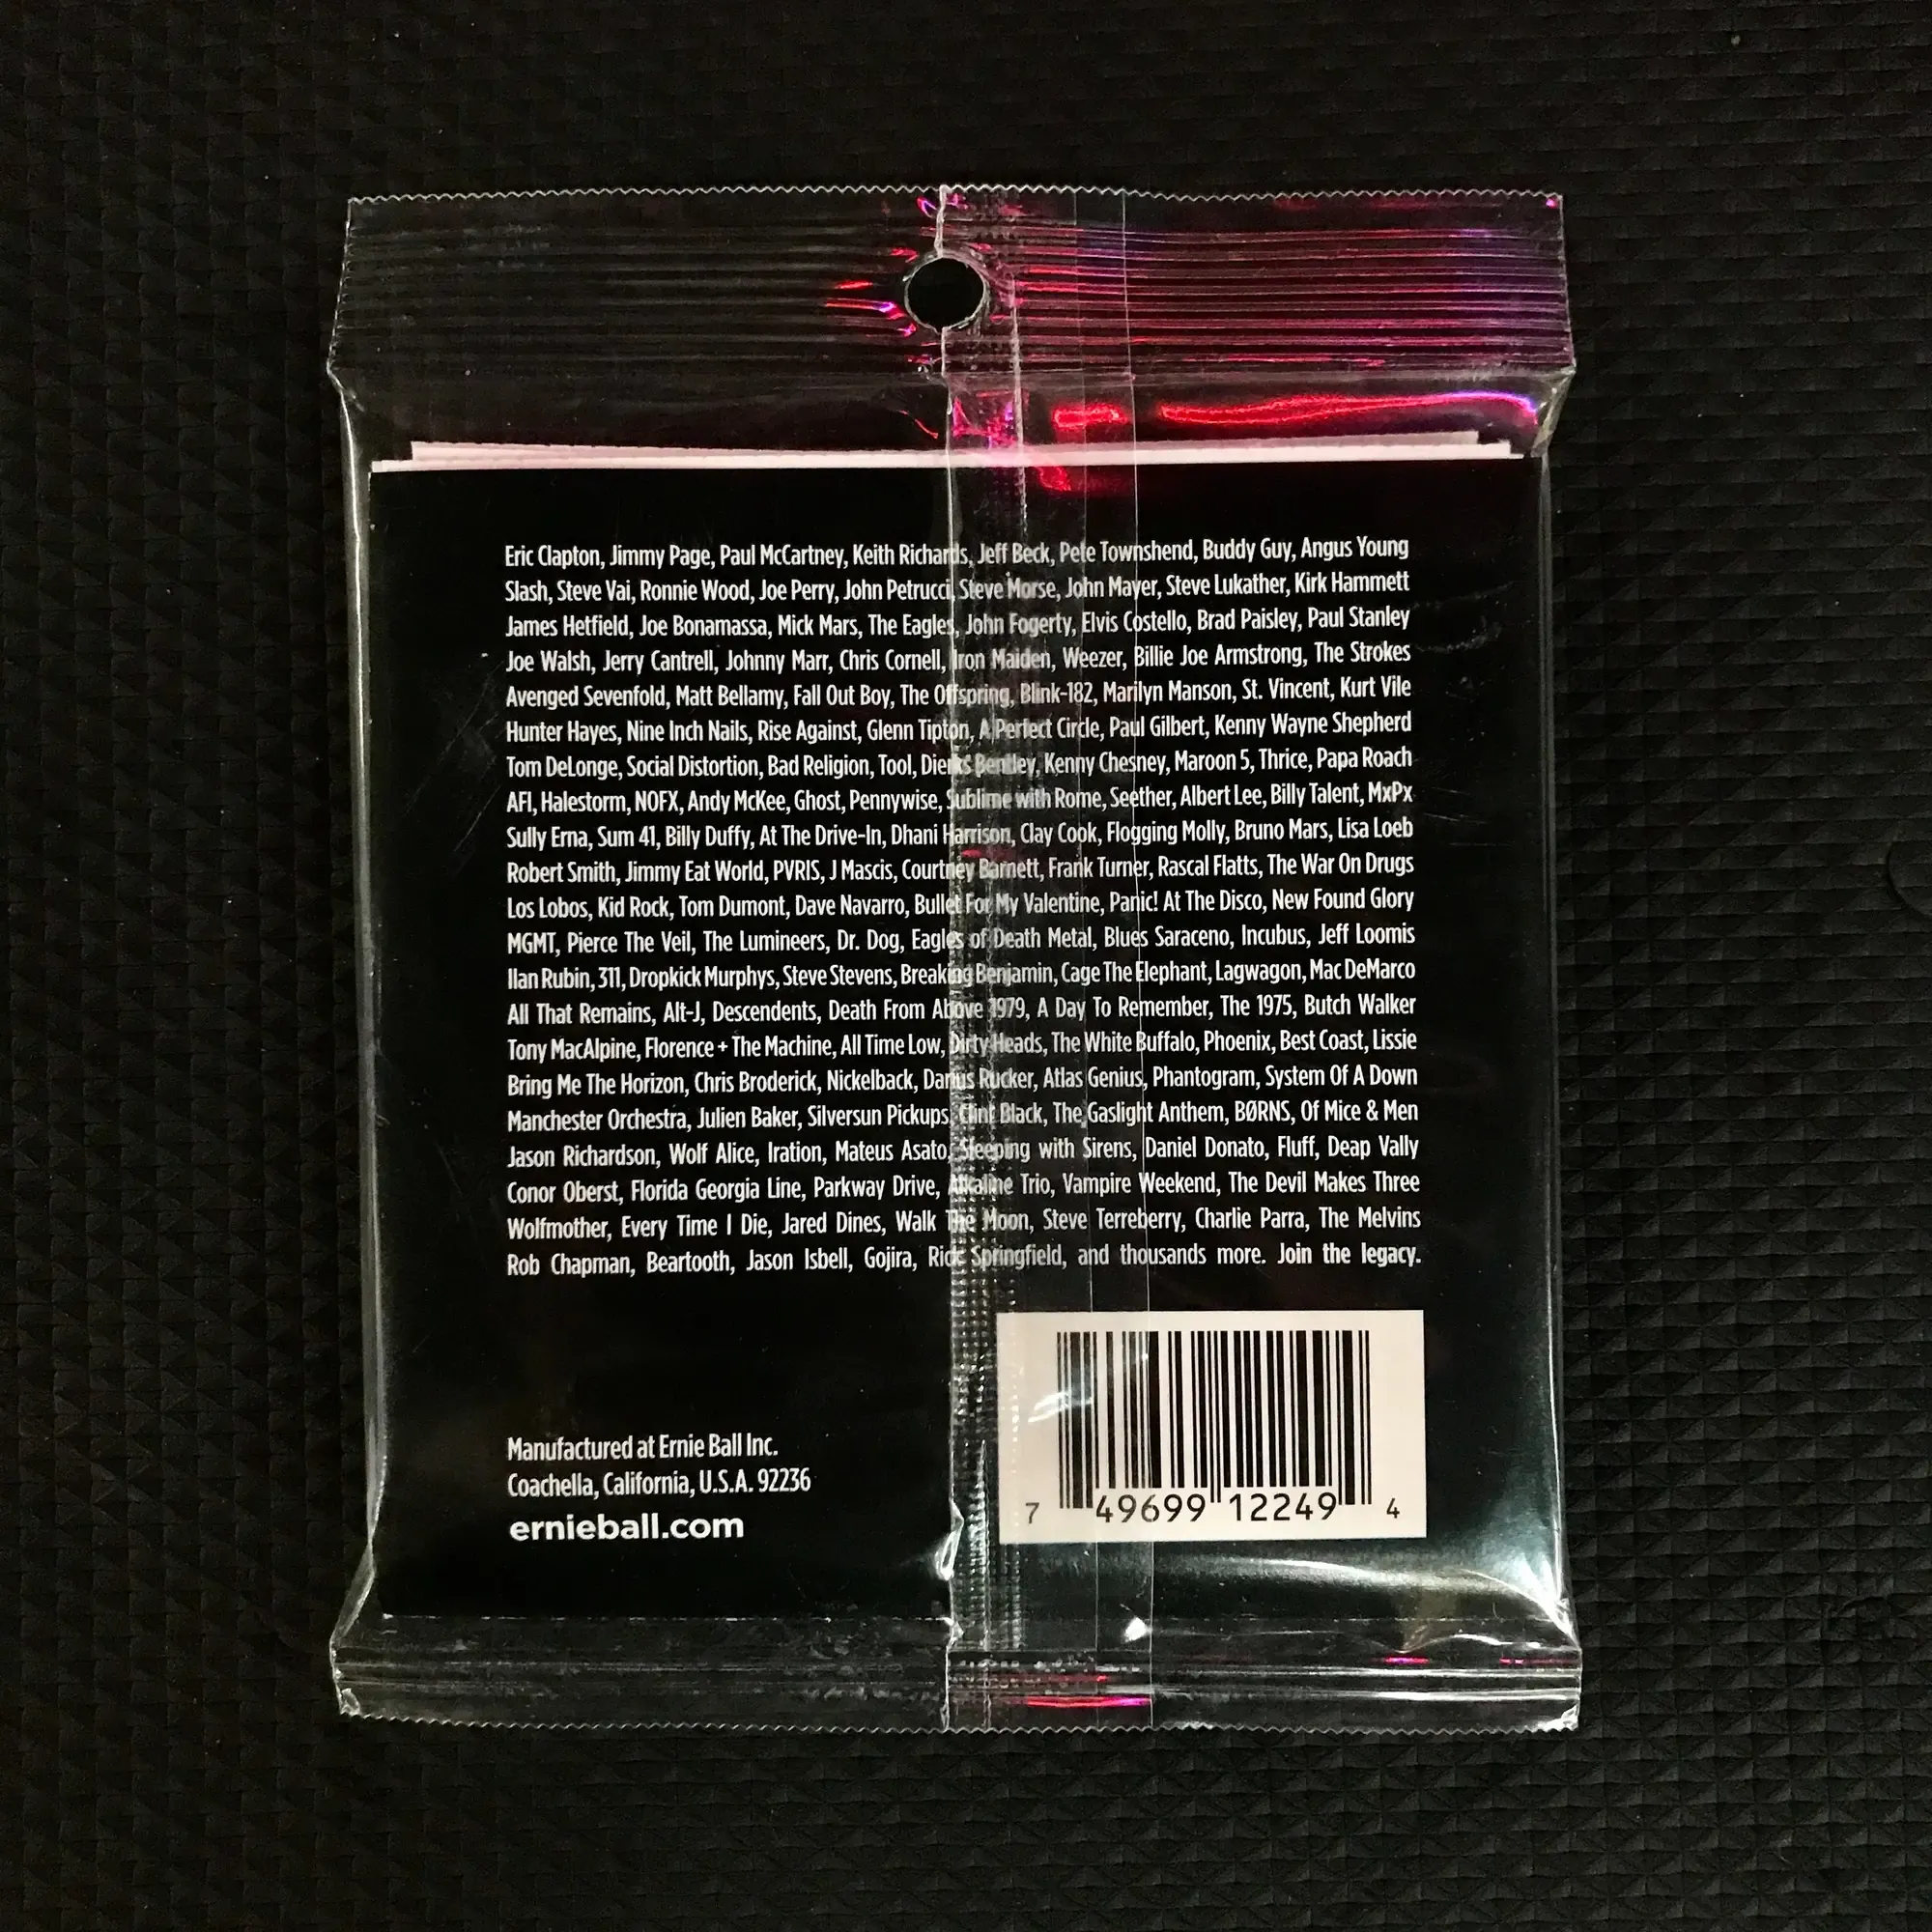 Eric Clapton, Jimmy Page, Paul McCartney, Keith Richards, Jeff Beck, Pete Townshend, Buddy Guy, Angus Young
Slash, Steve Vai, Ronnie Wood, Joe Perry, John Petrucci, Steve Morse, John Mayer, Steve Lukather, Kirk Hammett
James Hetfield, Joe Bonamassa, Mick Mars, The Eagles, John Fogerty, Elvis Costello, Brad Paisley, Paul Stanley
Joe Walsh, Jerry Cantrell, Johnny Marr, Chris Cornell, Iron Maiden, Weezer, Billie Joe Armstrong, The Strokes
Avenged Sevenfold, Matt Bellamy, Fall Out Boy, The Offspring, Blink-182, Marilyn Manson, St. Vincent, Kurt Vile
Hunter Hayes, Nine Inch Nails, Rise Against, Glenn Tipton, A Perfect Circle, Paul Gilbert, Kenny Wayne Shepherd
Tom DeLonge, Social Distortion, Bad Religion, Tool, Dierks Bentley, Kenny Chesney, Maroon 5, Thrice, Papa Roach
AFI, Halestorm, NOFX, Andy McKee, Ghost, Pennywise, Sublime with Rome, Seether, Albert Lee, Billy Talent, MxPx
Sully Erna, Sum 41, Billy Duffy, At The Drive-In, Dhani Harrison, Clay Cook, Flogging Molly, Bruno Mars, Lisa Loeb
Robert Smith, Jimmy Eat World, PVRIS, J Mascis, Courtney Barnett, Frank Turner, Rascal Flatts, The War On Drugs
Los Lobos, Kid Rock, Tom Dumont, Dave Navarro, Bullet For My Valentine, Panic! At The Disco, New Found Glory
MGMT, Pierce The Veil, The Lumineers, Dr. Dog, Eagles of Death Metal, Blues Saraceno, Incubus, Jeff Loomis
Ilan Rubin, 311, Dropkick Murphys, Steve Stevens, Breaking Benjamin, Cage The Elephant, Lagwagon, Mac DeMarco
All That Remains, Alt-J, Descendents, Death From Above 1979, A Day To Remember, The 1975, Butch Walker
Tony MacAlpine, Florence + The Machine, All Time Low, Dirty Heads, The White Buffalo, Phoenix, Best Coast, Lissie
Bring Me The Horizon, Chris Broderick, Nickelback, Darius Rucker, Atlas Genius, Phantogram, System Of A Down
Manchester Orchestra, Julien Baker, Silversun Pickups, Clint Black, The Gaslight Anthem, BØRNS, Of Mice & Men
Jason Richardson, Wolf Alice, Iration, Mateus Asato, Sleeping with Sirens, Daniel Donato, Fluff, Deap Vally
Conor Oberst, Florida Georgia Line, Parkway Drive, Alkaline Trio, Vampire Weekend, The Devil Makes Three
Wolfmother, Every Time I Die, Jared Dines, Walk The Moon, Steve Terreberry, Charlie Parra, The Melvins
Rob Chapman, Beartooth, Jason Isbell, Gojira, Rick Springfield, and thousands more. Join the legacy.
Manufactured at Ernie Ball Inc.
Coachella, California, U.S.A. 92236
ernieball.com
7 49699 12249 4